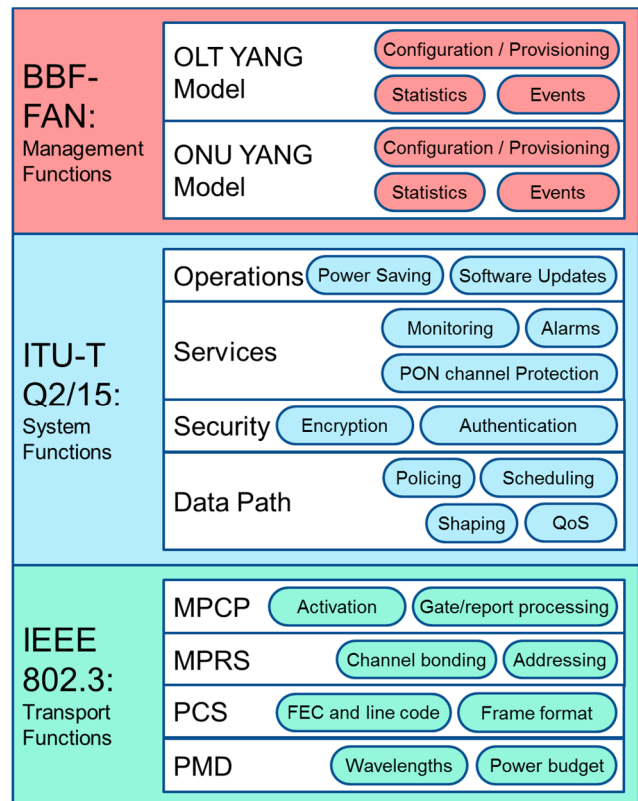 BBF-
FAN:
Management
Functions
OLT YANG
Model
Configuration / Provisioning
Statistics
Events
ONU YANG
Model
Configuration / Provisioning
Statistics
Events
ITU-T
Q2/15:
System
Functions
Operations
Power Saving
Software Updates
Services
Monitoring
Alarms
PON channel Protection
Security
Encryption
Authentication
Data Path
Policing
Scheduling
Shaping
QoS
IEEE
802.3:
Transport
Functions
MPCP
Activation
Gate/report processing
MPRS
Channel bonding
Addressing
PCS
FEC and line code
Frame format
PMD
Wavelengths
Power budget